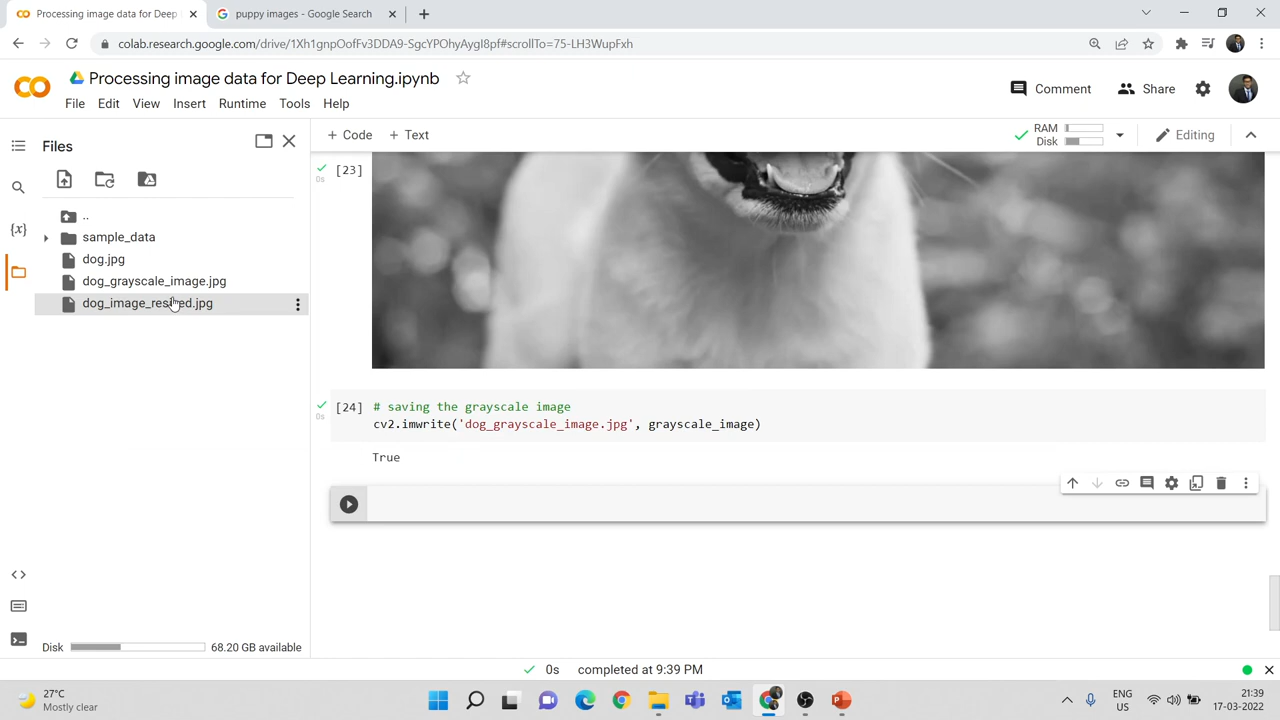 Processing image data for Deep
puppy images - Google Search
colab.research.google.com/drive/1Xh1gnpOofFv3DDA9-SgcYPOhyAygI8pf#scrollTo=75-LH3WupFxh
Processing image data for Deep Learning.ipynb
File Edit View Insert Runtime Tools Help
Comment
Share
Files
+ Code + Text
RAM
Disk
Editing
..
sample_data
dog.jpg
dog_grayscale_image.jpg
dog_image_resized.jpg
{x}
[23]
0s
[24] # saving the grayscale image
0s
cv2.imwrite('dog_grayscale_image.jpg', grayscale_image)
True
Disk 68.20 GB available
0s completed at 9:39 PM
27°C
Mostly clear
ENG
US
21:39
17-03-2022